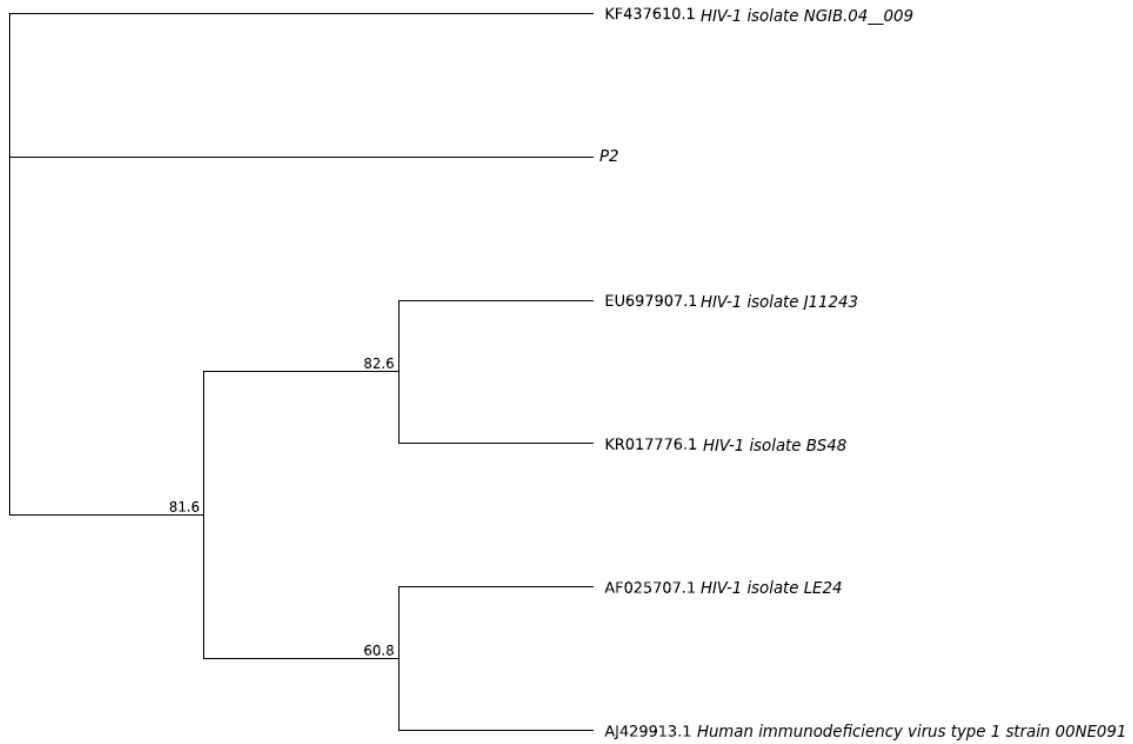 KF437610.1 HIV-1 isolate NGIB.04__009
P2
EU697907.1 HIV-1 isolate J11243
82.6
KR017776.1 HIV-1 isolate BS48
81.6
AF025707.1 HIV-1 isolate LE24
60.8
AJ429913.1 Human immunodeficiency virus type 1 strain 00NE091